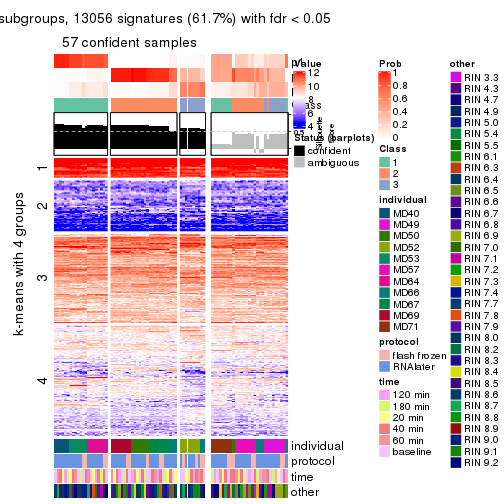 subgroups, 13056 signatures (61.7%) with fdr < 0.05
57 confident samples
k-means with 4 groups
1
2
3
4
individual
protocol
time
other
Value
12
10
8
6
4
Silhouette
score
Status (barplots)
confident
ambiguous
Prob
1
0.8
0.6
0.4
0.2
0
Class
1
2
3
individual
MD40
MD49
MD50
MD52
MD53
MD57
MD64
MD66
MD67
MD69
MD71
protocol
flash frozen
RNAlater
time
120 min
180 min
20 min
40 min
60 min
baseline
other
RIN 3.3
RIN 4.3
RIN 4.7
RIN 4.9
RIN 5.0
RIN 5.4
RIN 5.5
RIN 6.1
RIN 6.3
RIN 6.4
RIN 6.5
RIN 6.6
RIN 6.7
RIN 6.8
RIN 6.9
RIN 7.0
RIN 7.1
RIN 7.2
RIN 7.3
RIN 7.4
RIN 7.7
RIN 7.8
RIN 7.9
RIN 8.0
RIN 8.2
RIN 8.3
RIN 8.4
RIN 8.5
RIN 8.6
RIN 8.7
RIN 8.8
RIN 8.9
RIN 9.0
RIN 9.1
RIN 9.2